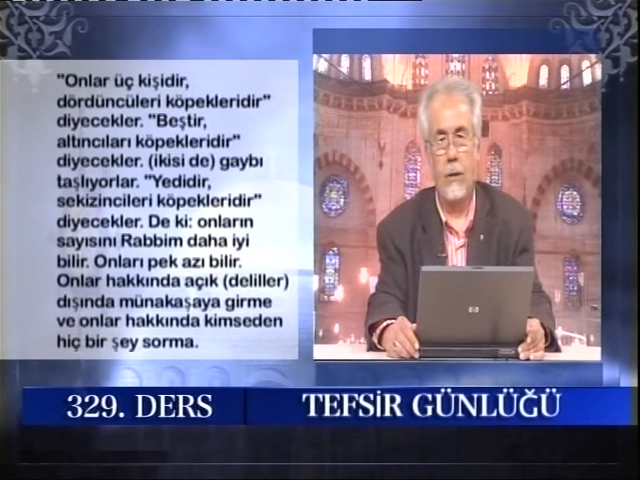 "Onlar üç kişidir,
dördüncüleri köpekleridir"
diyecekler. "Beştir,
altıncıları köpekleridir"
diyecekler. (ikisi de) gaybı
taşlıyorlar. "Yedidir,
sekizincileri köpekleridir"
diyecekler. De ki: onların
sayısını Rabbim daha iyi
bilir. Onları pek azı bilir.
Onlar hakkında açık (deliller)
dışında münakaşaya girme
ve onlar hakkında kimseden
hiç bir şey sorma.
hp
329. DERS
TEFSİR GÜNLÜĞÜ